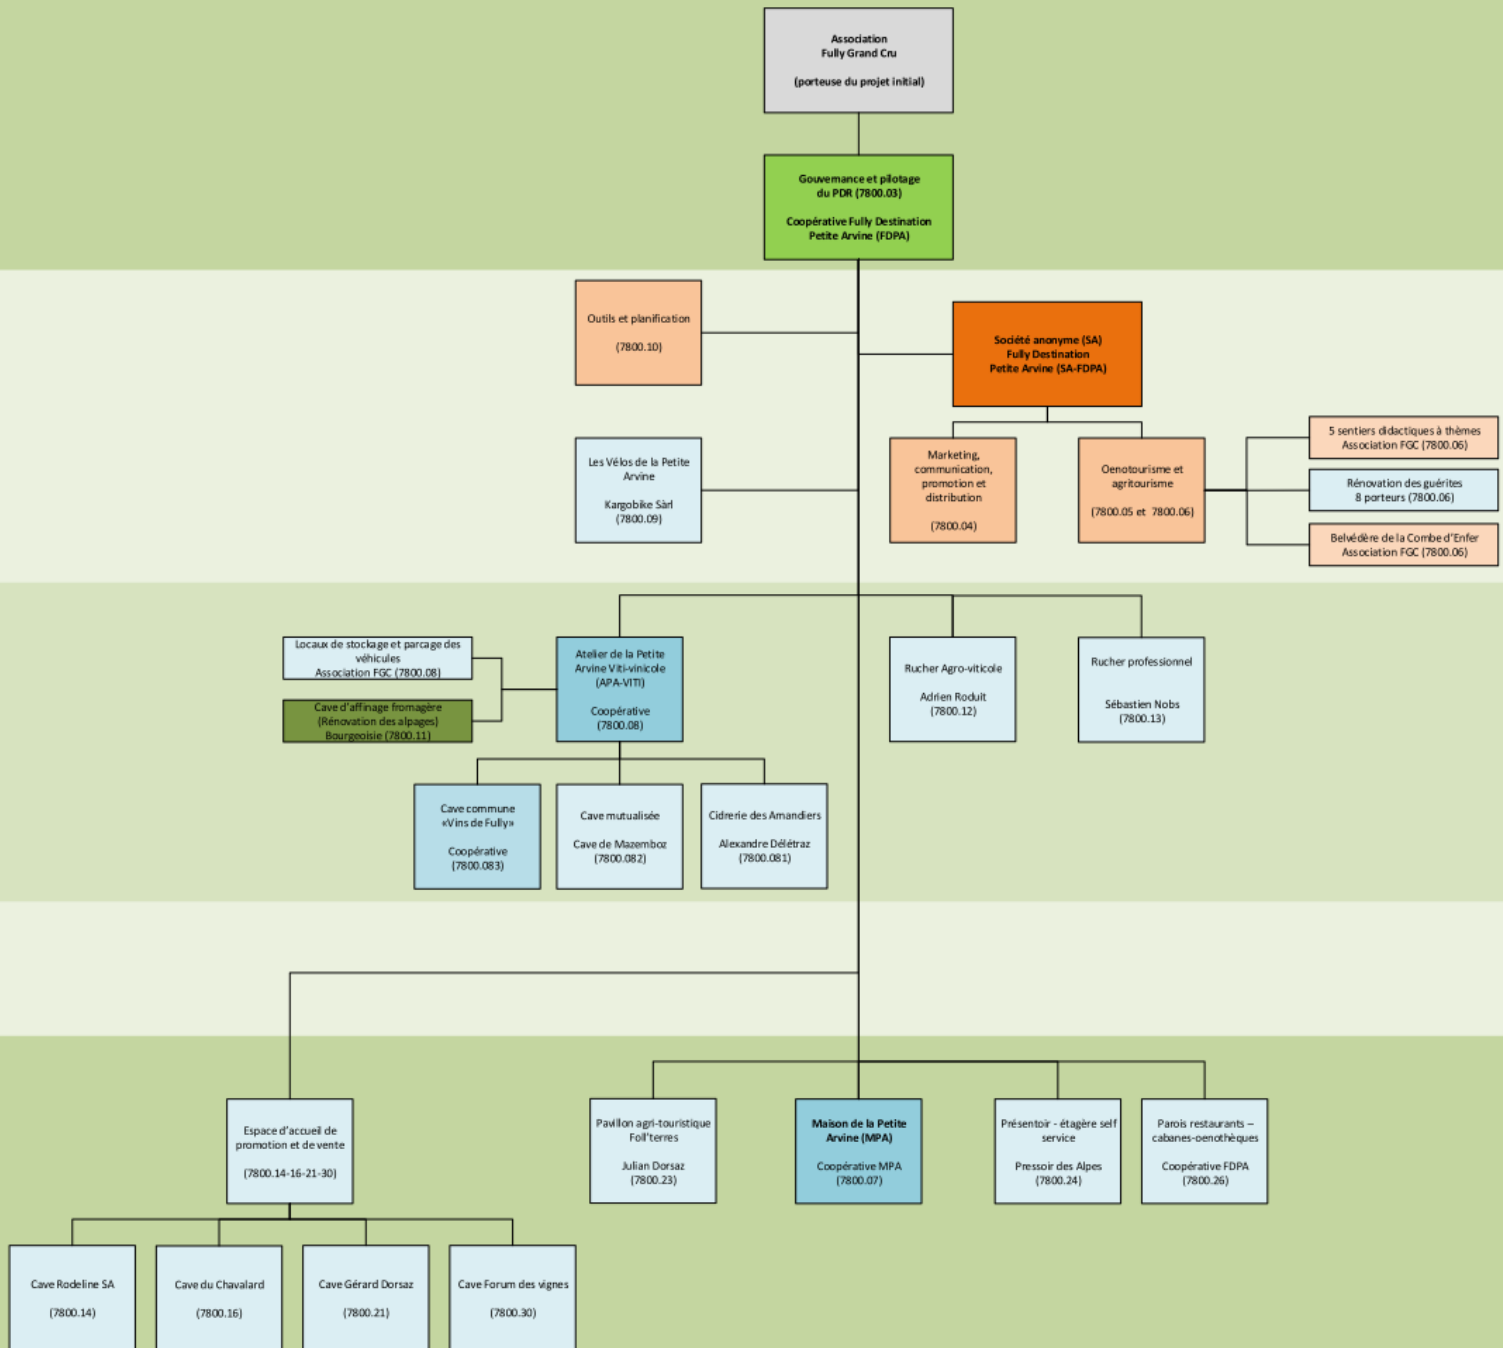 Association
Fully Grand Cru
(porteuse du projet initial)
Gouvernance et pilotage
du PDR (7800.03)
Coopérative Fully Destination
Petite Arvine (FDPA)
Outils et planification
(7800.10)
Société anonyme (SA)
Fully Destination
Petite Arvine (SA-FDPA)
Les Vélos de la Petite
Arvine
Kargobike Sàrl
(7800.09)
Marketing,
communication,
promotion et
distribution
(7800.04)
Oenotourisme et
agritourisme
(7800.05 et 7800.06)
5 sentiers didactiques à thèmes
Association FGC (7800.06)
Rénovation des guérites
8 porteurs (7800.06)
Belvédère de la Combe d'Enfer
Association FGC (7800.06)
Locaux de stockage et parcage des
véhicules
Association FGC (7800.08)
Cave d'affinage fromagère
(Rénovation des alpages)
Bourgeoisie (7800.11)
Atelier de la Petite
Arvine Viti-vinicole
(APA-VITI)
Coopérative
(7800.08)
Rucher Agro-viticole
Adrien Roduit
(7800.12)
Rucher professionnel
Sébastien Nobs
(7800.13)
Cave commune
«Vins de Fully»
Coopérative
(7800.083)
Cave mutualisée
Cave de Mazemboz
(7800.082)
Cidrerie des Amandiers
Alexandre Délétraz
(7800.081)
Espace d'accueil de
promotion et de vente
(7800.14-16-21-30)
Pavillon agri-touristique
Foll'terres
Julian Dorsaz
(7800.23)
Maison de la Petite
Arvine (MPA)
Coopérative MPA
(7800.07)
Présentoir - étagère self
service
Pressoir des Alpes
(7800.24)
Parois restaurants –
cabanes-oenothèques
Coopérative FDPA
(7800.26)
Cave Rodeline SA
(7800.14)
Cave du Chavalard
(7800.16)
Cave Gérard Dorsaz
(7800.21)
Cave Forum des vignes
(7800.30)